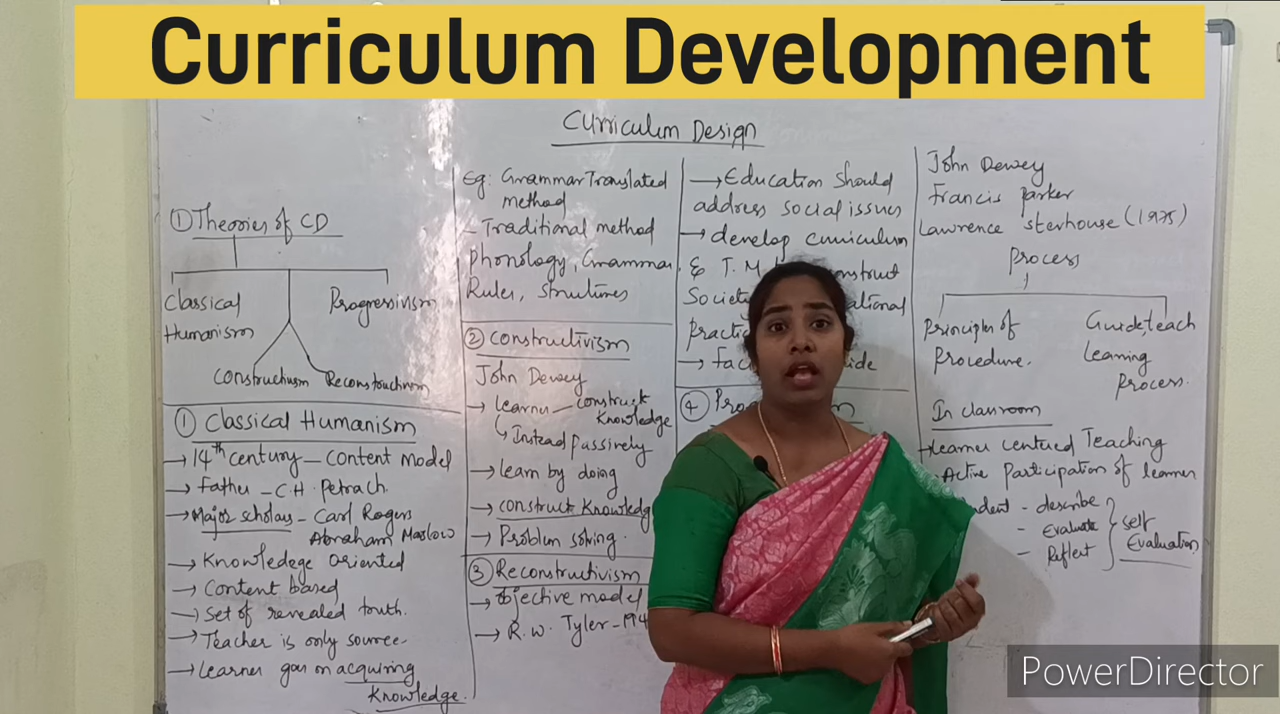 Curriculum Development
Curriculum Design
① Theories of CD
Classical
Humanism
Progressivism
Constructivism
Reconstructivism
① Classical Humanism
→ 14th century — Content Model
→ Father — C.H. Petrach
→ Major scholars — Carl Rogers
Abraham Maslow
→ Knowledge oriented
→ Content based
→ Set of revealed truth.
→ Teacher is only source
→ Learner gain on acquiring
Knowledge.
Eg: Grammar Translated
method
- Traditional method
Phonology, Grammar
Rules, structures
② Constructivism
John Dewey
→ learner — construct
Knowledge
Instead passively
→ learn by doing
→ construct Knowledge
→ Problem solving.
③ Reconstructivism
→ objective model
→ R.W. Tyler - 194
→ Education should
address social issues
→ develop curriculum
& T.M
Society
④
John Dewey
Francis Parker
Lawrence Stenhouse (1975)
Process
Principles of
Procedure.
Guide, teach
learning
process.
In classroom
Learner centred Teaching
Active Participation of learner
- describe
- Evaluate
- Reflect
self
Evaluation
PowerDirector